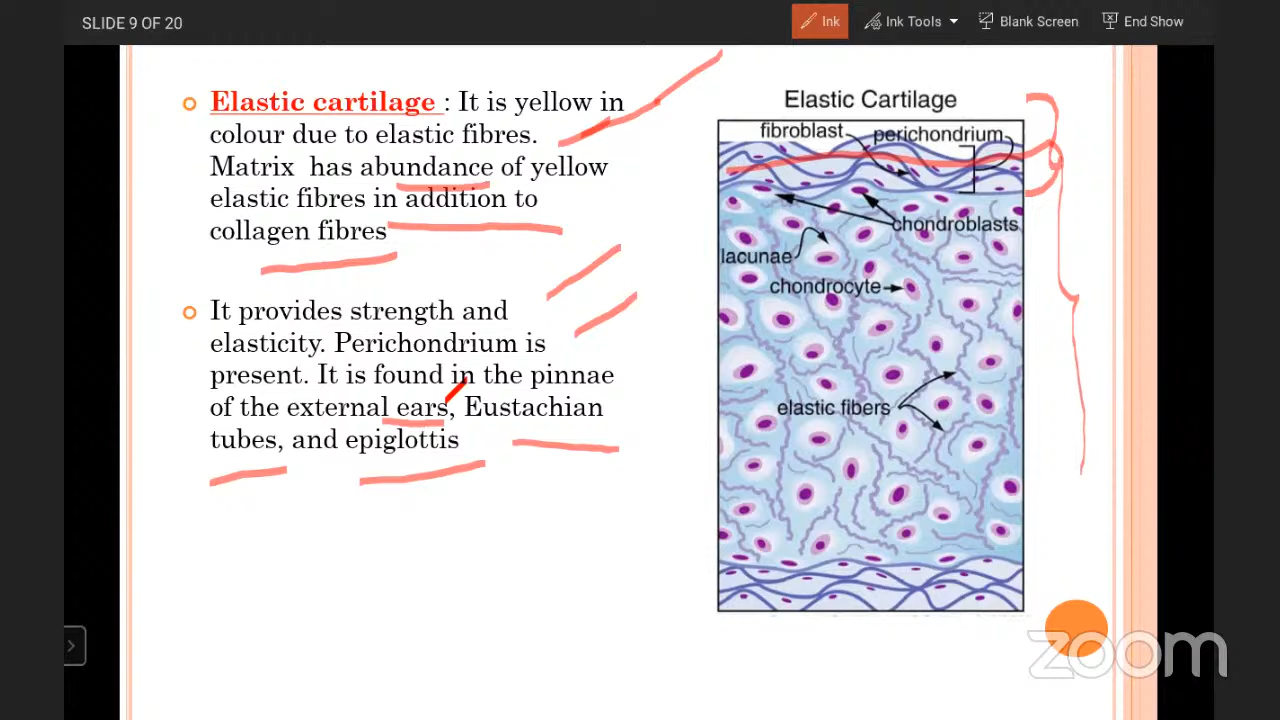 SLIDE 9 OF 20
Ink
Ink Tools
Blank Screen
End Show
Elastic cartilage : It is yellow in
colour due to elastic fibres.
Matrix has abundance of yellow
elastic fibres in addition to
collagen fibres
It provides strength and
elasticity. Perichondrium is
present. It is found in the pinnae
of the external ears, Eustachian
tubes, and epiglottis
Elastic Cartilage
fibroblast
perichondrium
chondroblasts
lacunae
chondrocyte
elastic fibers
zoom